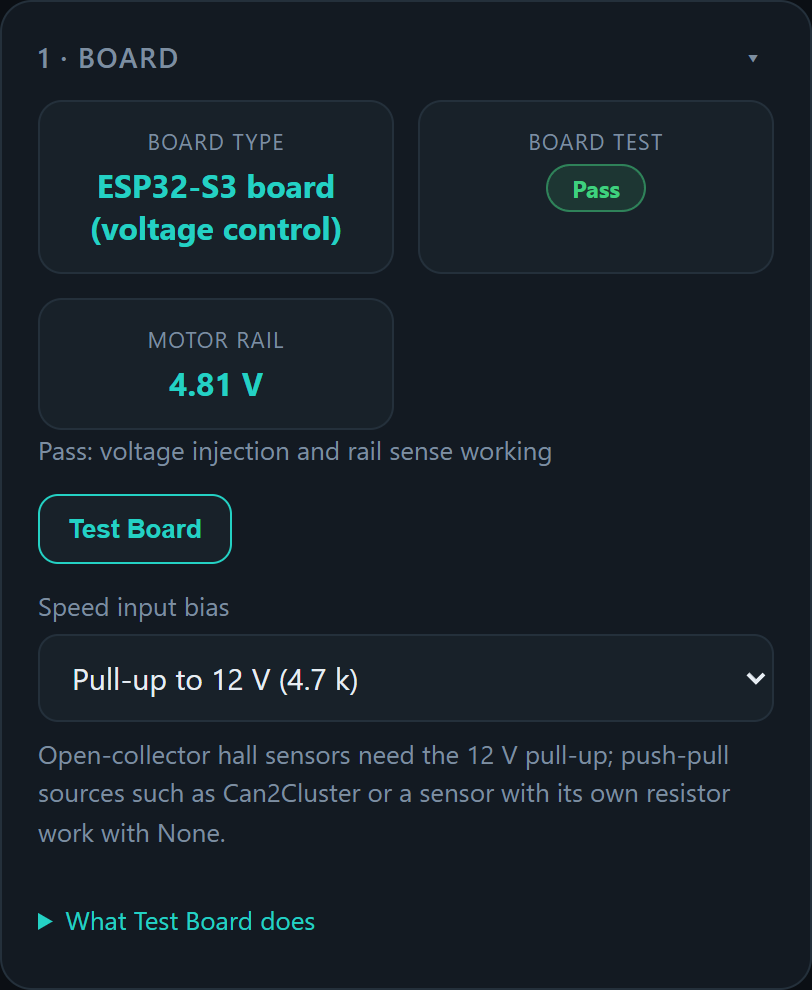 1 · BOARD
BOARD TYPE
ESP32-S3 board
(voltage control)
BOARD TEST
Pass
MOTOR RAIL
4.81 V
Pass: voltage injection and rail sense working
Test Board
Speed input bias
Pull-up to 12 V (4.7 k)
Open-collector hall sensors need the 12 V pull-up; push-pull
sources such as Can2Cluster or a sensor with its own resistor
work with None.
What Test Board does